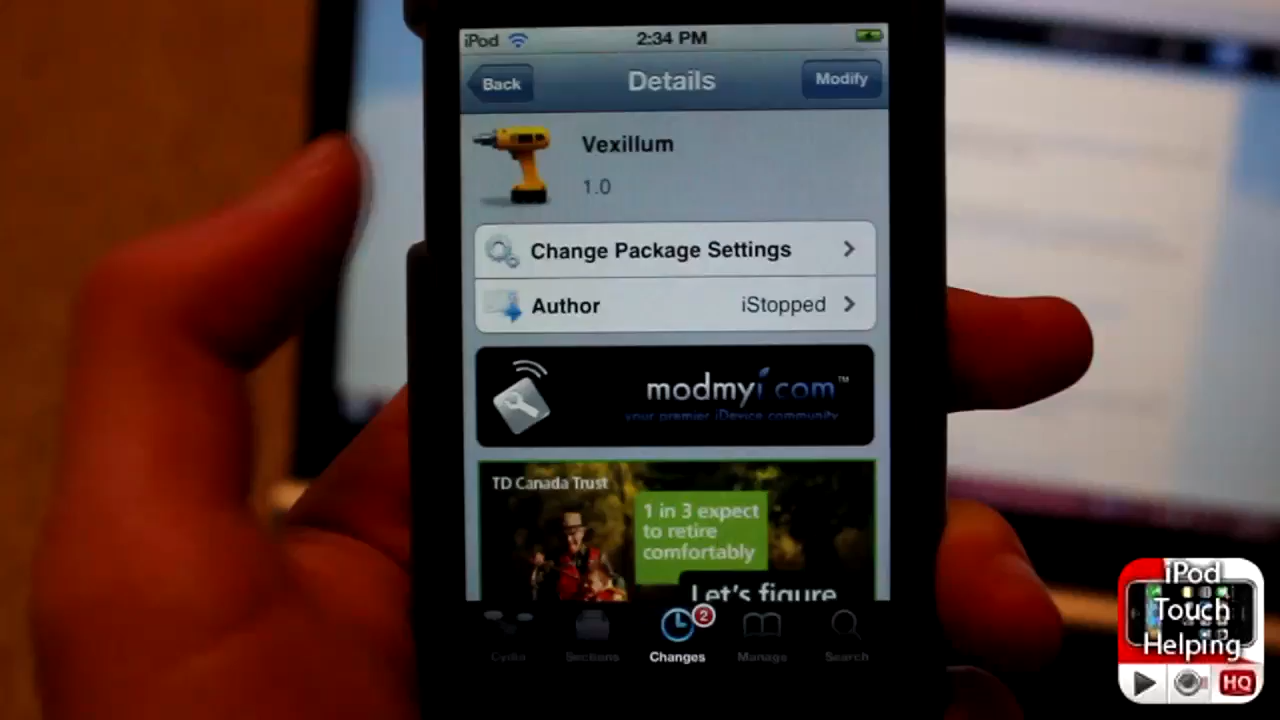 iPod
2:34 PM
Back
Details
Modify
Vexillum
1.0
Change Package Settings
Author
iStopped
modmyi com™
your premier iDevice community
TD Canada Trust
1 in 3 expect
to retire
comfortably
Let's figure
Cydia
Sections
Changes
2
Manage
Search
iPod
Touch
Helping
HQ